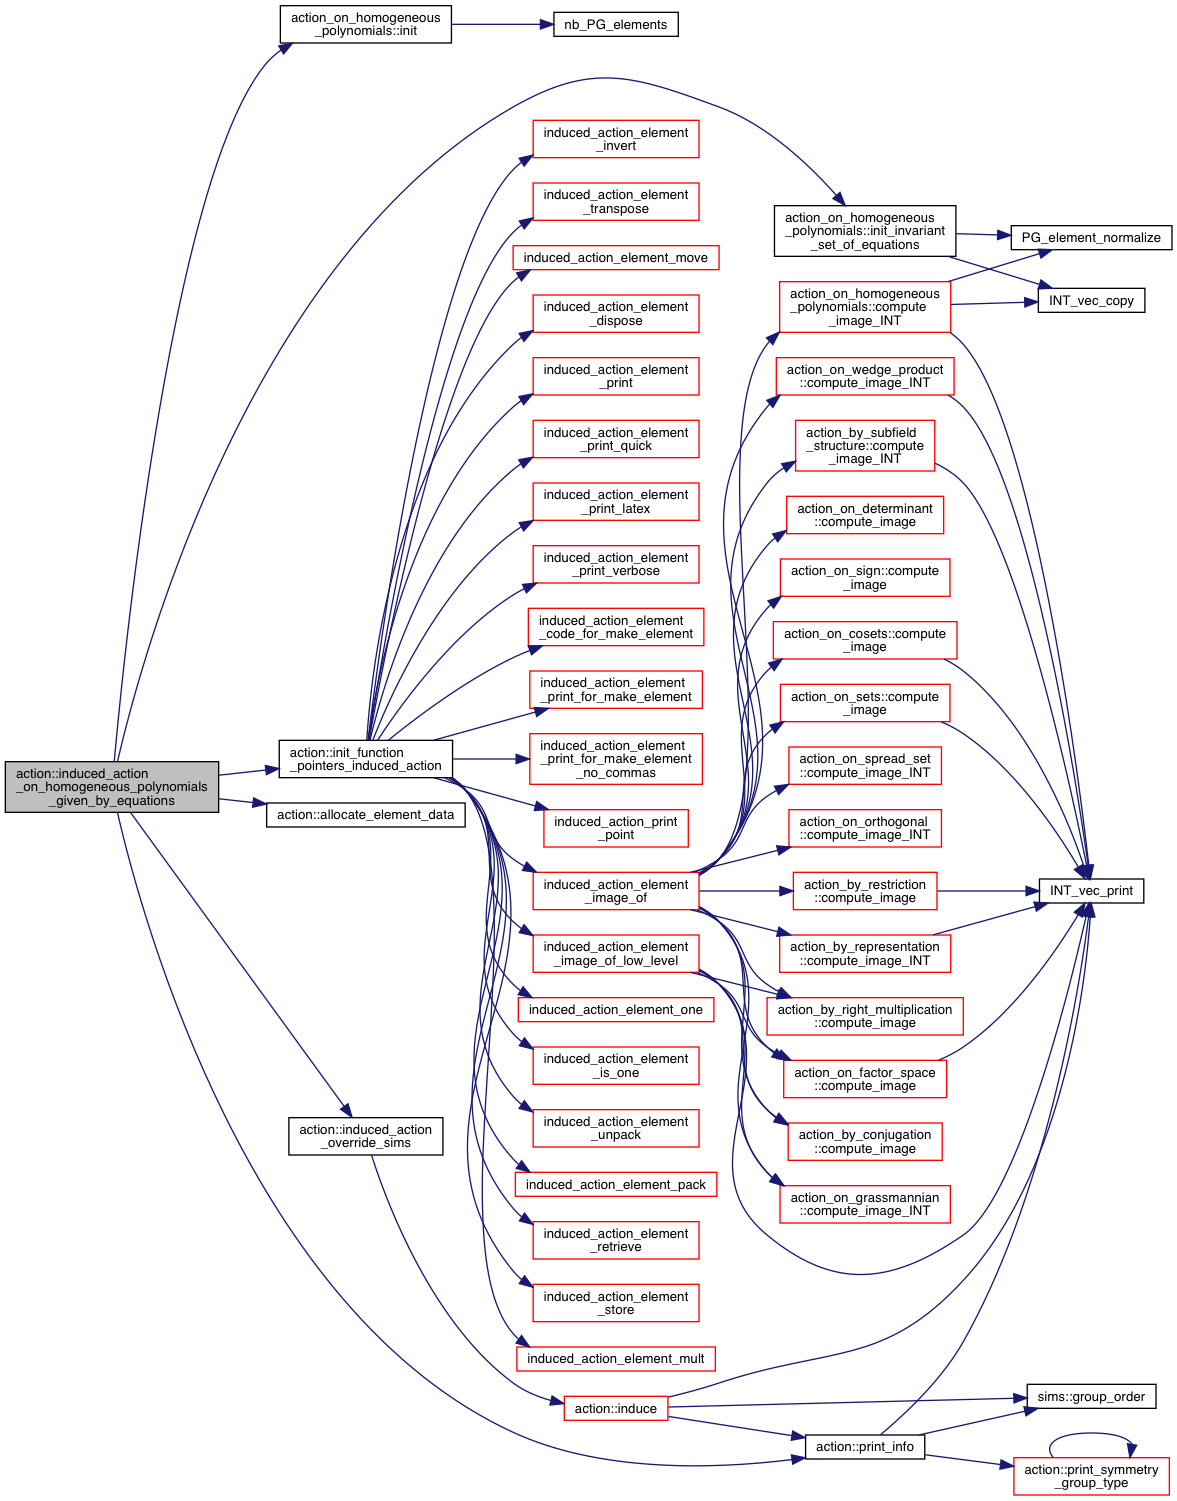 action_on_homogeneous
_polynomials::init
nb_PG_elements
induced_action_element
_invert
induced_action_element
_transpose
induced_action_element_move
induced_action_element
_dispose
induced_action_element
_print
induced_action_element
_print_quick
induced_action_element
_print_latex
induced_action_element
_print_verbose
induced_action_element
_code_for_make_element
induced_action_element
_print_for_make_element
induced_action_element
_print_for_make_element
_no_commas
induced_action_print
_point
induced_action_element
_image_of
induced_action_element
_image_of_low_level
induced_action_element_one
induced_action_element
_is_one
induced_action_element
_unpack
induced_action_element_pack
induced_action_element
_retrieve
induced_action_element
_store
induced_action_element_mult
action::induce
action::induced_action
_on_homogeneous_polynomials
_given_by_equations
action::init_function
_pointers_induced_action
action::allocate_element_data
action::induced_action
_override_sims
action_on_homogeneous
_polynomials::init_invariant
_set_of_equations
action_on_homogeneous
_polynomials::compute
_image_INT
action_on_wedge_product
::compute_image_INT
action_by_subfield
_structure::compute
_image_INT
action_on_determinant
::compute_image
action_on_sign::compute
_image
action_on_cosets::compute
_image
action_on_sets::compute
_image
action_on_spread_set
::compute_image_INT
action_on_orthogonal
::compute_image_INT
action_by_restriction
::compute_image
action_by_representation
::compute_image_INT
action_by_right_multiplication
::compute_image
action_on_factor_space
::compute_image
action_by_conjugation
::compute_image
action_on_grassmannian
::compute_image_INT
action::print_info
PG_element_normalize
INT_vec_copy
INT_vec_print
sims::group_order
action::print_symmetry
_group_type